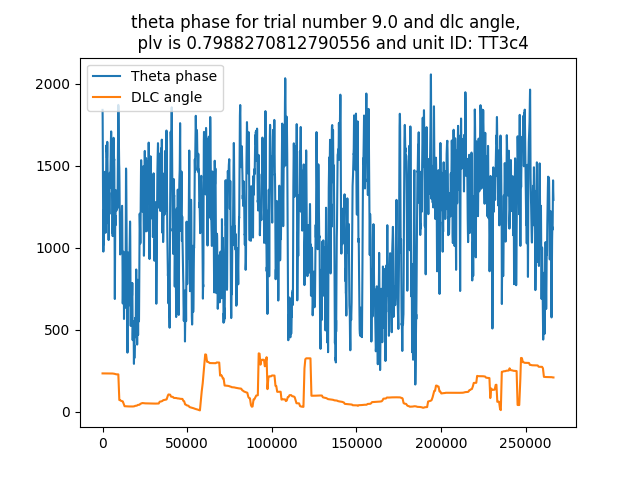 theta phase for trial number 9.0 and dlc angle,
plv is 0.7988270812790556 and unit ID: TT3c4
Theta phase
DLC angle
2000
1500
1000
500
0
0 50000 100000 150000 200000 250000